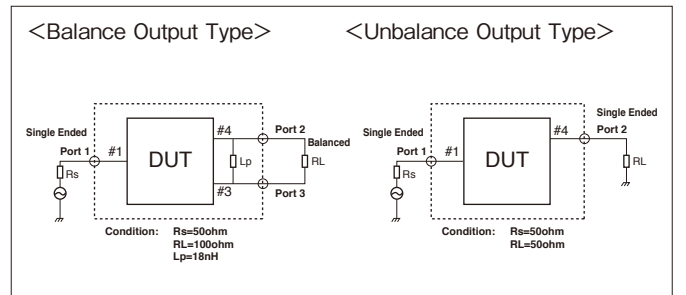 <Balance Output Type>
Single Ended
Port 1
#1
Rs
DUT
#4
#3
Lp
Port 2
Balanced
RL
Port 3
Condition: Rs=50ohm
RL=100ohm
Lp=18nH
<Unbalance Output Type>
Single Ended
Port 1
#1
Rs
DUT
#4
Single Ended
Port 2
RL
Condition: Rs=50ohm
RL=50ohm